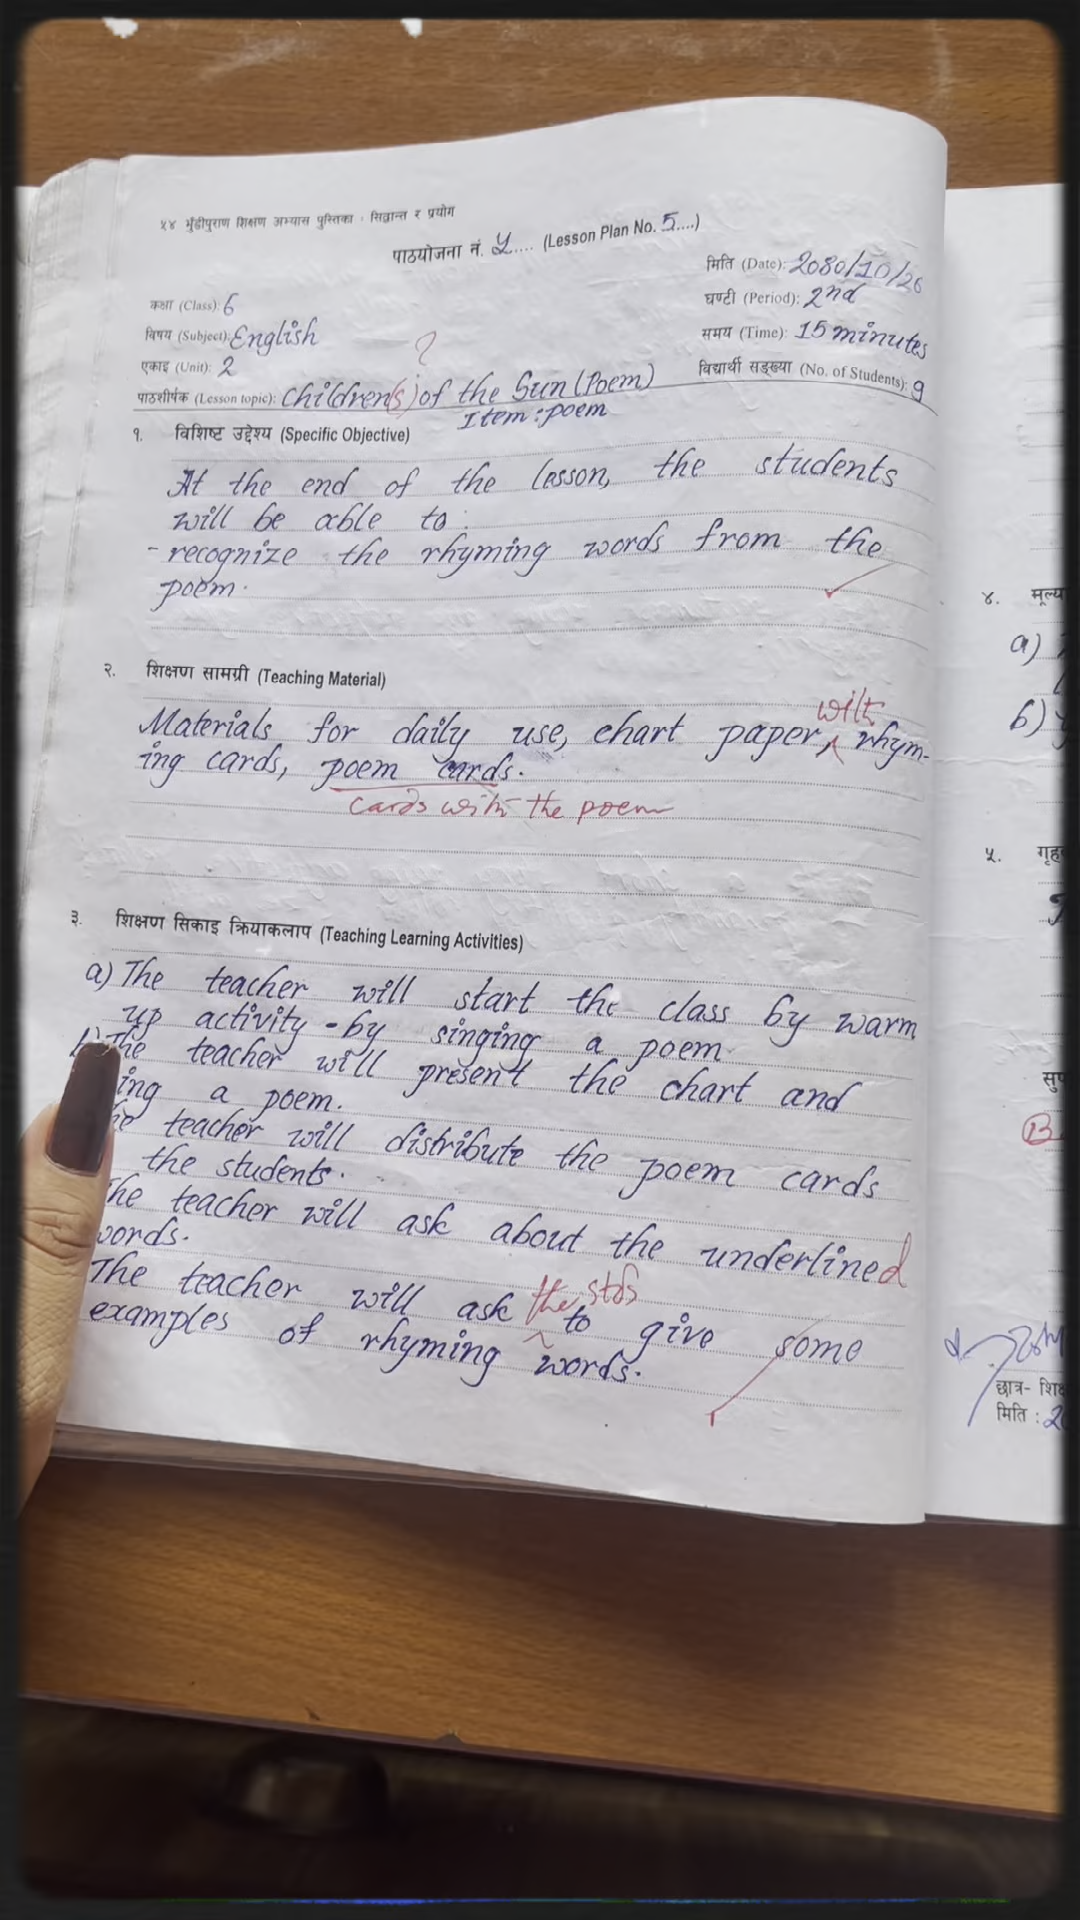 ५४ भुँडीपुराण शिक्षण अभ्यास पुस्तिका : सिद्धान्त र प्रयोग
पाठयोजना नं. ५.... (Lesson Plan No. 5....)
मिति (Date): 2080/10/26
कक्षा (Class): 6
घण्टी (Period): 2nd
विषय (Subject): English
समय (Time): 15 minutes
एकाइ (Unit): 2
?
विद्यार्थी सङ्ख्या (No. of Students): 9
पाठशीर्षक (Lesson topic): Children(s) of the Sun (Poem)
Item : poem
१. विशिष्ट उद्देश्य (Specific Objective)
At the end of the lesson, the students
will be able to :
- recognize the rhyming words from the
poem.
२. शिक्षण सामग्री (Teaching Material)
with
Materials for daily use, chart paper, rhym-
ing cards, poem cards.
cards with the poem
३. शिक्षण सिकाइ क्रियाकलाप (Teaching Learning Activities)
a) The teacher will start the class by warm
up activity - by singing a poem.
The teacher will present the chart and
ing a poem.
teacher will distribute the poem cards
the students.
The teacher will ask about the underlined
words.
the stds
The teacher will ask to give some
examples of rhyming words.
४.
a)
b)
५.
B
छात्र-
मिति :